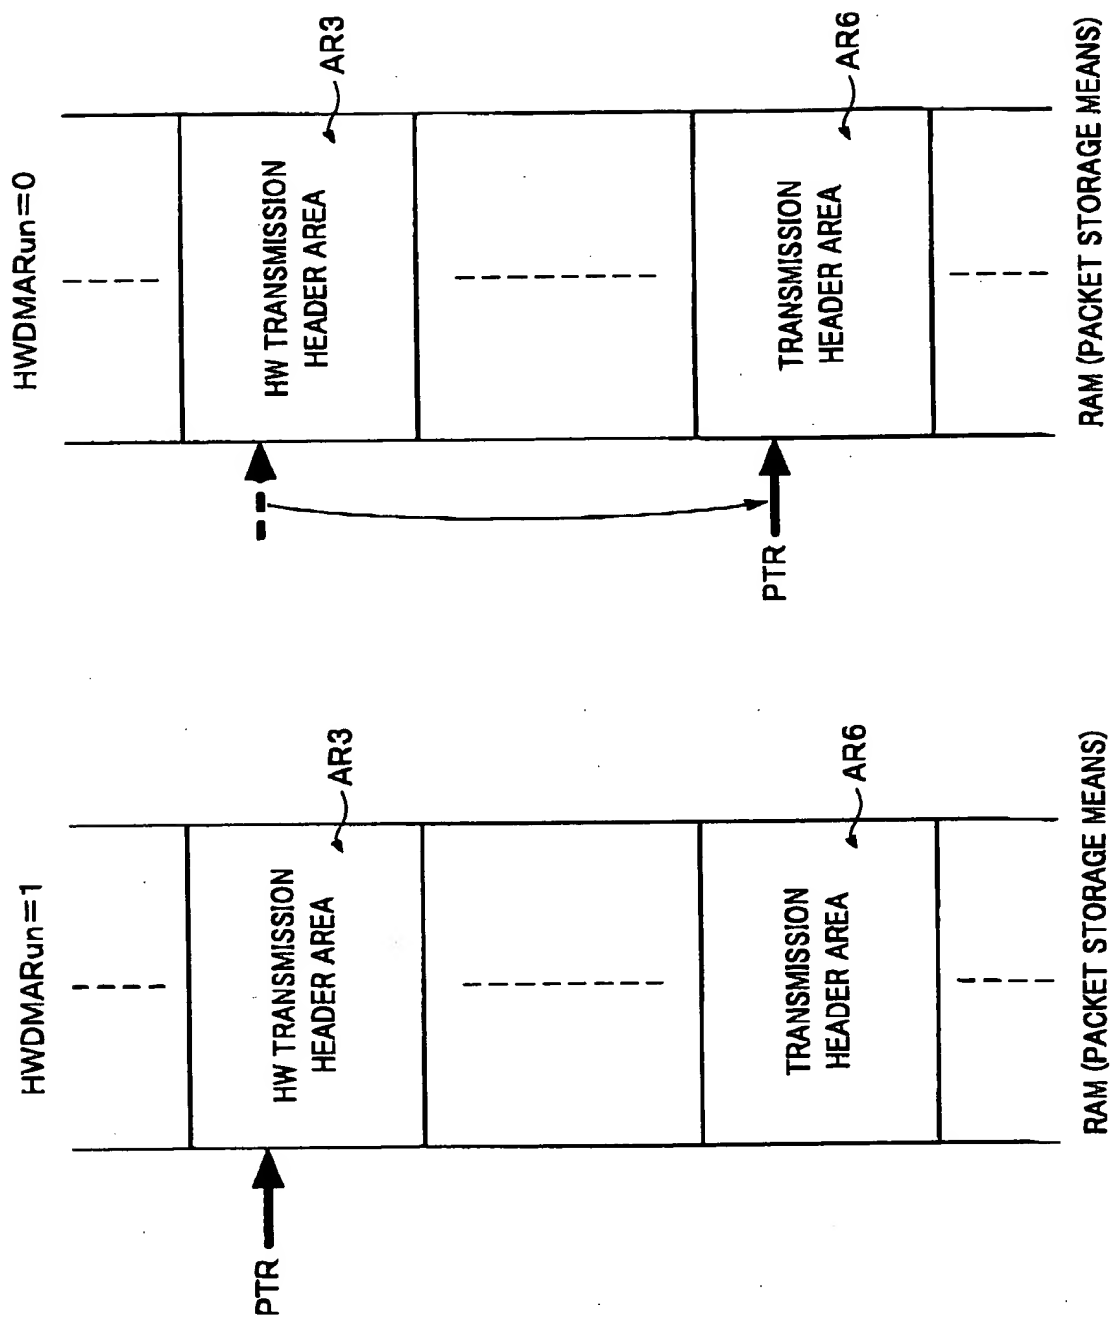 HWDMARun=1
PTR
HW TRANSMISSION
HEADER AREA
AR3
TRANSMISSION
HEADER AREA
AR6
RAM (PACKET STORAGE MEANS)
HWDMARun=0
HW TRANSMISSION
HEADER AREA
AR3
PTR
TRANSMISSION
HEADER AREA
AR6
RAM (PACKET STORAGE MEANS)